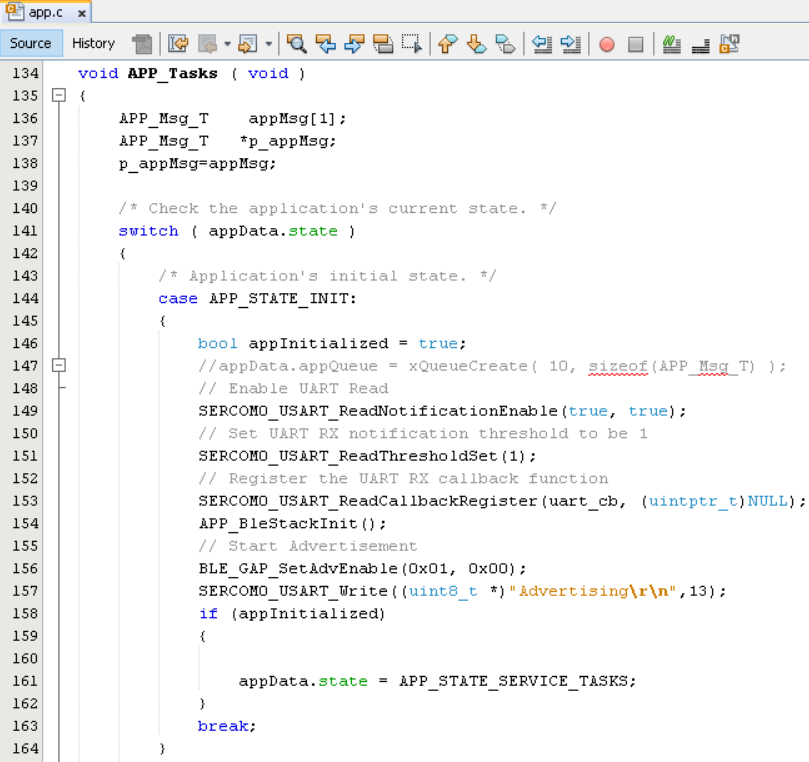 app.c x
Source History
134 void APP_Tasks ( void )
135 {
136 APP_Msg_T    appMsg[1];
137 APP_Msg_T   *p_appMsg;
138 p_appMsg=appMsg;
139
140 /* Check the application's current state. */
141 switch ( appData.state )
142 {
143 /* Application's initial state. */
144 case APP_STATE_INIT:
145 {
146 bool appInitialized = true;
147 //appData.appQueue = xQueueCreate( 10, sizeof(APP_Msg_T) );
148 // Enable UART Read
149 SERCOM0_USART_ReadNotificationEnable(true, true);
150 // Set UART RX notification threshold to be 1
151 SERCOM0_USART_ReadThresholdSet(1);
152 // Register the UART RX callback function
153 SERCOM0_USART_ReadCallbackRegister(uart_cb, (uintptr_t)NULL);
154 APP_BleStackInit();
155 // Start Advertisement
156 BLE_GAP_SetAdvEnable(0x01, 0x00);
157 SERCOM0_USART_Write((uint8_t *)"Advertising\r\n",13);
158 if (appInitialized)
159 {
160
161 appData.state = APP_STATE_SERVICE_TASKS;
162 }
163 break;
164 }